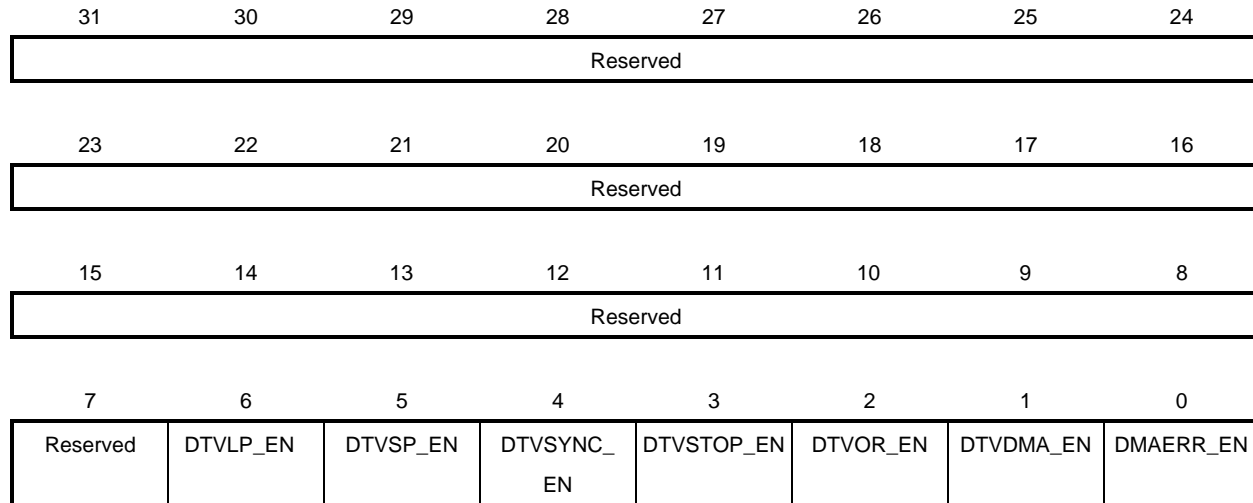 31 30 29 28 27 26 25 24
Reserved
23 22 21 20 19 18 17 16
Reserved
15 14 13 12 11 10 9 8
Reserved
7 6 5 4 3 2 1 0
Reserved DTVLP_EN DTVSP_EN DTVSYNC_ DTVSTOP_EN DTVOR_EN DTVDMA_EN DMAERR_EN
EN